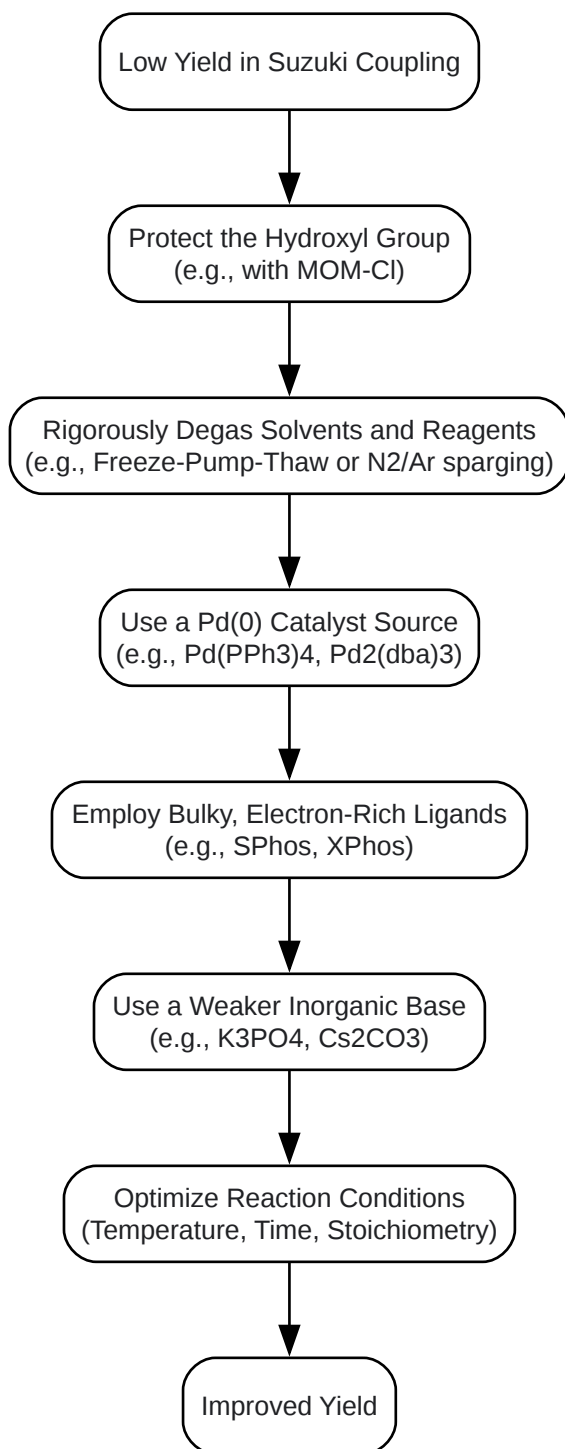 Low Yield in Suzuki Coupling
Protect the Hydroxyl Group
(e.g., with MOM-Cl)
Rigorously Degas Solvents and Reagents
(e.g., Freeze-Pump-Thaw or N2/Ar sparging)
Use a Pd(0) Catalyst Source
(e.g., Pd(PPh3)4, Pd2(dba)3)
Employ Bulky, Electron-Rich Ligands
(e.g., SPhos, XPhos)
Use a Weaker Inorganic Base
(e.g., K3PO4, Cs2CO3)
Optimize Reaction Conditions
(Temperature, Time, Stoichiometry)
Improved Yield